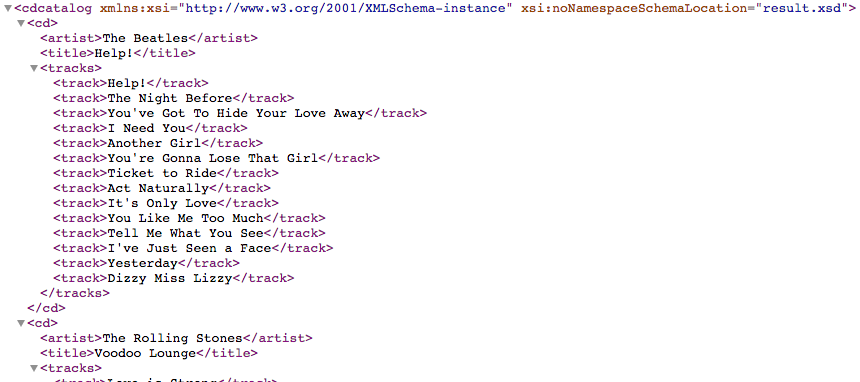 <cdcatalog xmlns:xsi="http://www.w3.org/2001/XMLSchema-instance" xsi:noNamespaceSchemaLocation="result.xsd">
<cd>
<artist>The Beatles</artist>
<title>Help!</title>
<tracks>
<track>Help!</track>
<track>The Night Before</track>
<track>You've Got To Hide Your Love Away</track>
<track>I Need You</track>
<track>Another Girl</track>
<track>You're Gonna Lose That Girl</track>
<track>Ticket to Ride</track>
<track>Act Naturally</track>
<track>It's Only Love</track>
<track>You Like Me Too Much</track>
<track>Tell Me What You See</track>
<track>I've Just Seen a Face</track>
<track>Yesterday</track>
<track>Dizzy Miss Lizzy</track>
</tracks>
</cd>
<cd>
<artist>The Rolling Stones</artist>
<title>Voodoo Lounge</title>
<tracks>
<track>Love is Strong</track>